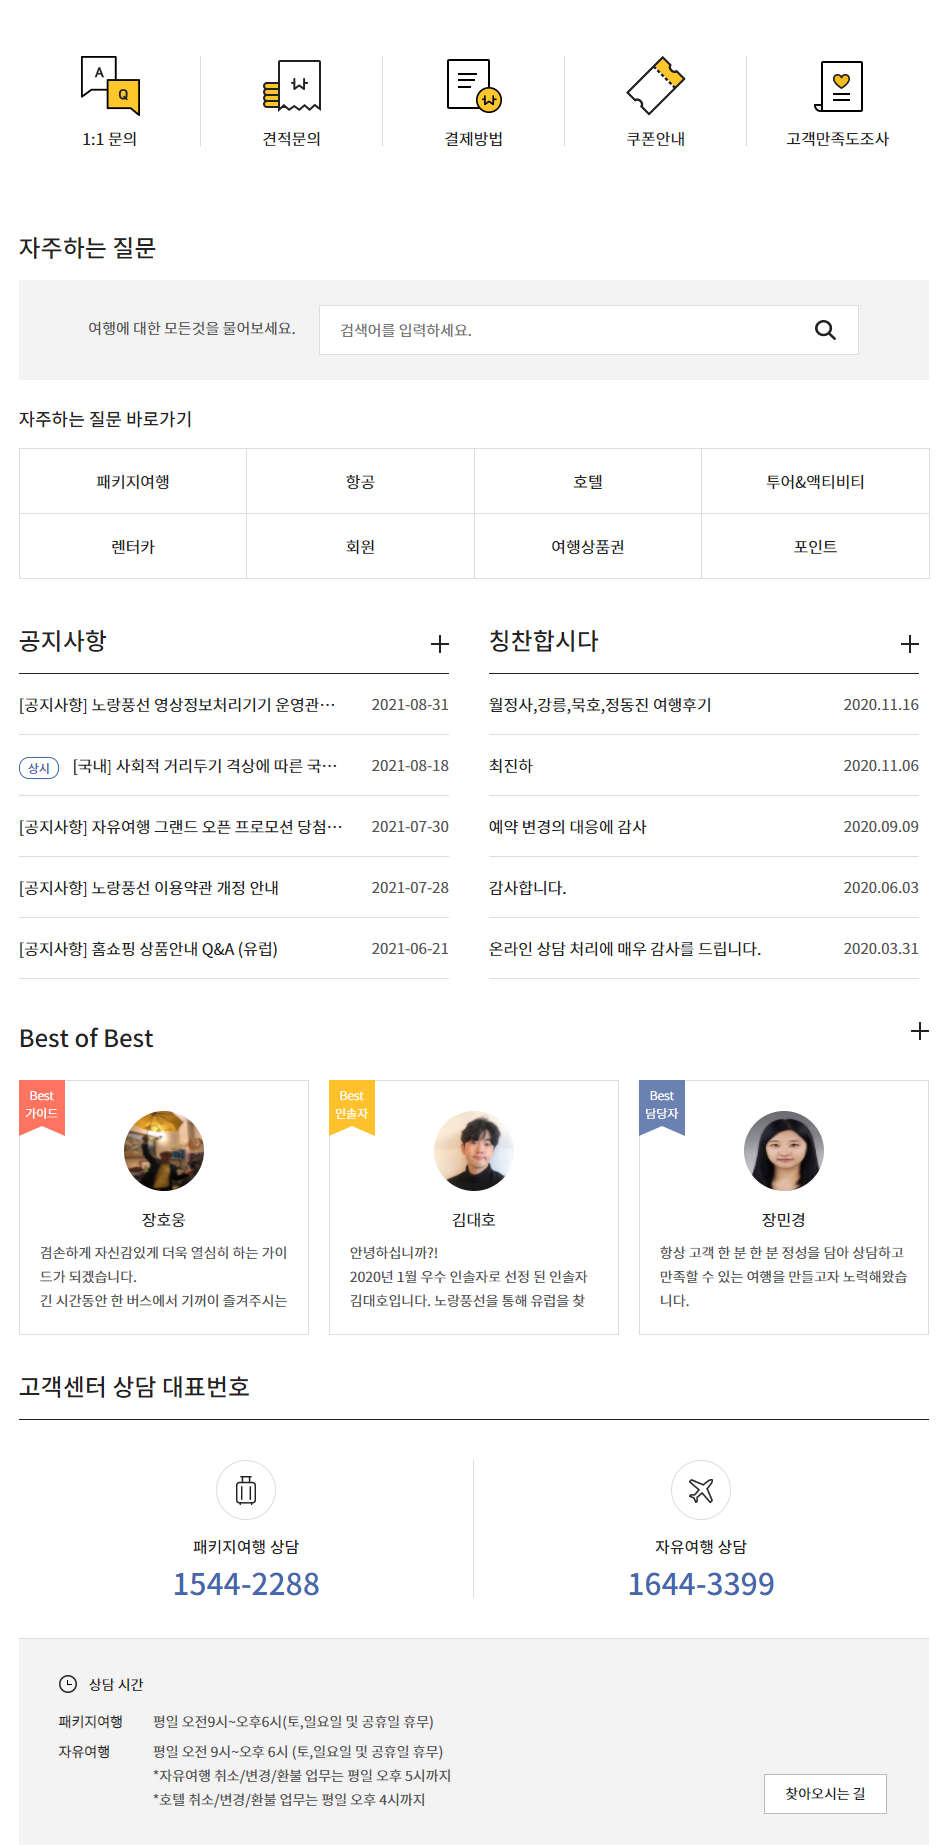 A
Q
1:1 문의
견적문의
결제방법
쿠폰안내
고객만족도조사
자주하는 질문
여행에 대한 모든것을 물어보세요.
검색어를 입력하세요.
자주하는 질문 바로가기
패키지여행
항공
호텔
투어&액티비티
렌터카
회원
여행상품권
포인트
공지사항
[공지사항] 노랑풍선 영상정보처리기기 운영관… 2021-08-31
상시 [국내] 사회적 거리두기 격상에 따른 국… 2021-08-18
[공지사항] 자유여행 그랜드 오픈 프로모션 당첨… 2021-07-30
[공지사항] 노랑풍선 이용약관 개정 안내 2021-07-28
[공지사항] 홈쇼핑 상품안내 Q&A (유럽) 2021-06-21
칭찬합시다
월정사,강릉,묵호,정동진 여행후기 2020.11.16
최진하 2020.11.06
예약 변경의 대응에 감사 2020.09.09
감사합니다. 2020.06.03
온라인 상담 처리에 매우 감사를 드립니다. 2020.03.31
Best of Best
Best
가이드
장호웅
겸손하게 자신감있게 더욱 열심히 하는 가이
드가 되겠습니다.
긴 시간동안 한 버스에서 기꺼이 즐겨주시는
Best
인솔자
김대호
안녕하십니까?!
2020년 1월 우수 인솔자로 선정 된 인솔자
김대호입니다. 노랑풍선을 통해 유럽을 찾
Best
담당자
장민경
항상 고객 한 분 한 분 정성을 담아 상담하고
만족할 수 있는 여행을 만들고자 노력해왔습
니다.
고객센터 상담 대표번호
패키지여행 상담
1544-2288
자유여행 상담
1644-3399
상담 시간
패키지여행 평일 오전9시~오후6시(토,일요일 및 공휴일 휴무)
자유여행 평일 오전 9시~오후 6시 (토,일요일 및 공휴일 휴무)
*자유여행 취소/변경/환불 업무는 평일 오후 5시까지
*호텔 취소/변경/환불 업무는 평일 오후 4시까지
찾아오시는 길